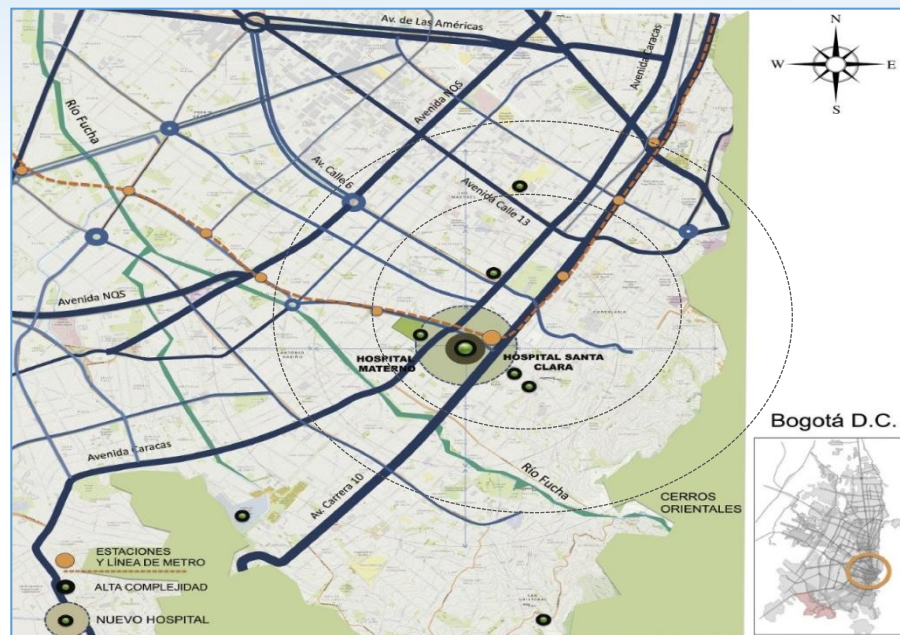 Av. de Las Américas
Avenida Caracas
N
W
E
S
Río Fucha
Avenida NQS
Av. Calle 6
Avenida Calle 13
Avenida NQS
HOSPITAL
MATERNO
HOSPITAL SANTA
CLARA
Avenida Caracas
Av. Carrera 10
Río Fucha
CERROS
ORIENTALES
Bogotá D.C.
ESTACIONES
Y LÍNEA DE METRO
ALTA COMPLEJIDAD
NUEVO HOSPITAL